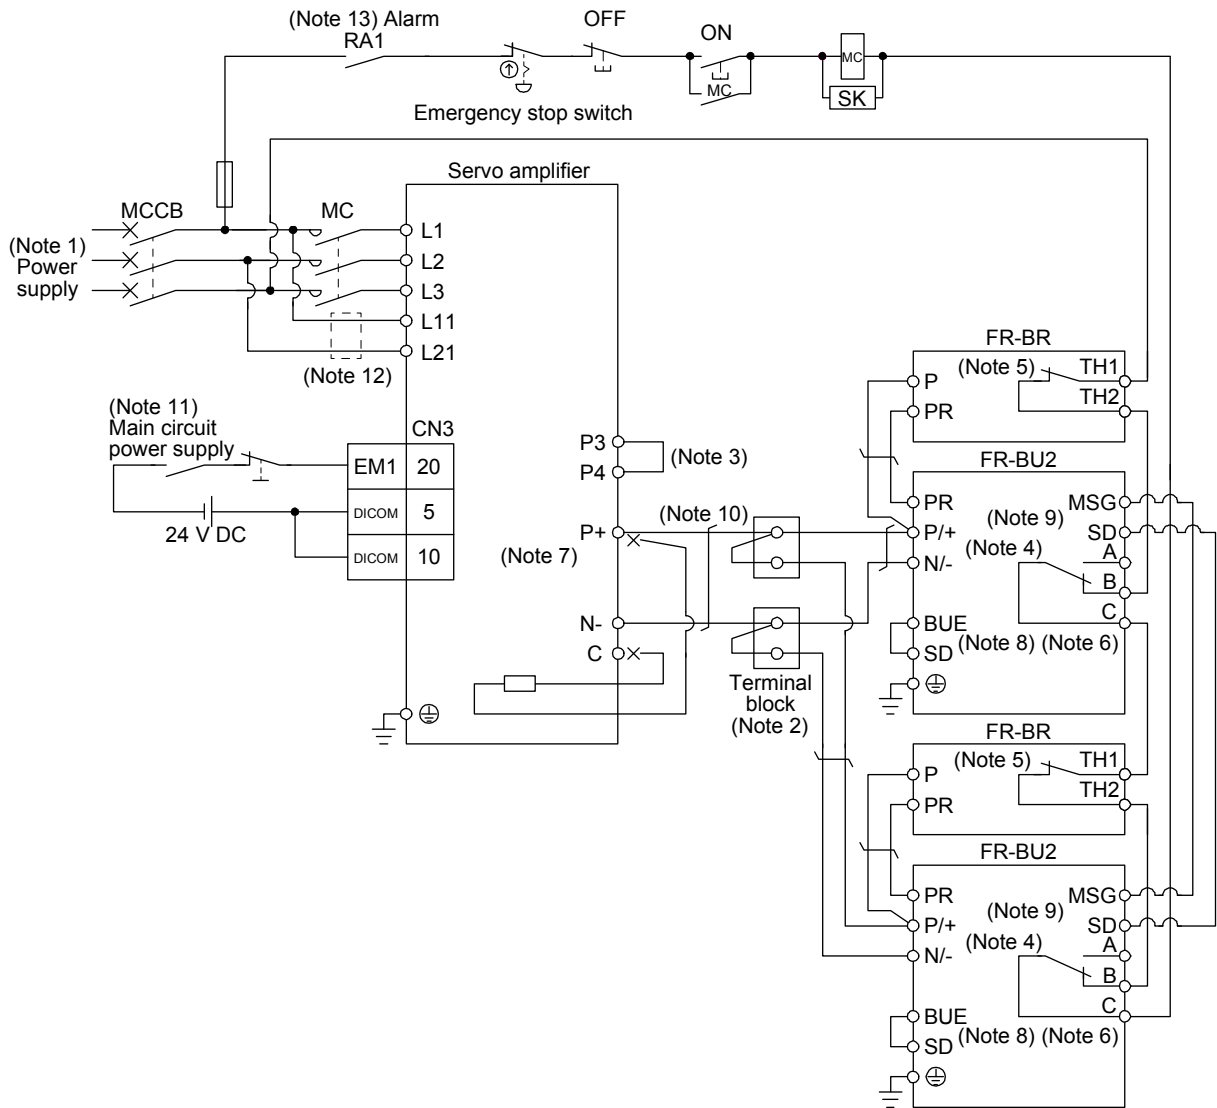 (Note 13) Alarm
RA1
OFF
ON
MC
MC
SK
Emergency stop switch
Servo amplifier
MCCB
MC
(Note 1)
Power
supply
L1
L2
L3
L11
L21
(Note 12)
(Note 11)
Main circuit
power supply
24 V DC
CN3
EM1 20
DICOM 5
DICOM 10
P3
P4
(Note 3)
P+
(Note 7)
(Note 10)
N-
C
Terminal
block
(Note 2)
FR-BR
(Note 5)
P
PR
TH1
TH2
FR-BU2
PR
P/+
N/-
BUE
SD
MSG
(Note 9)
SD
(Note 4)
A
B
C
(Note 8) (Note 6)
FR-BR
(Note 5)
P
PR
TH1
TH2
FR-BU2
PR
P/+
N/-
BUE
SD
MSG
(Note 9)
SD
(Note 4)
A
B
C
(Note 8) (Note 6)